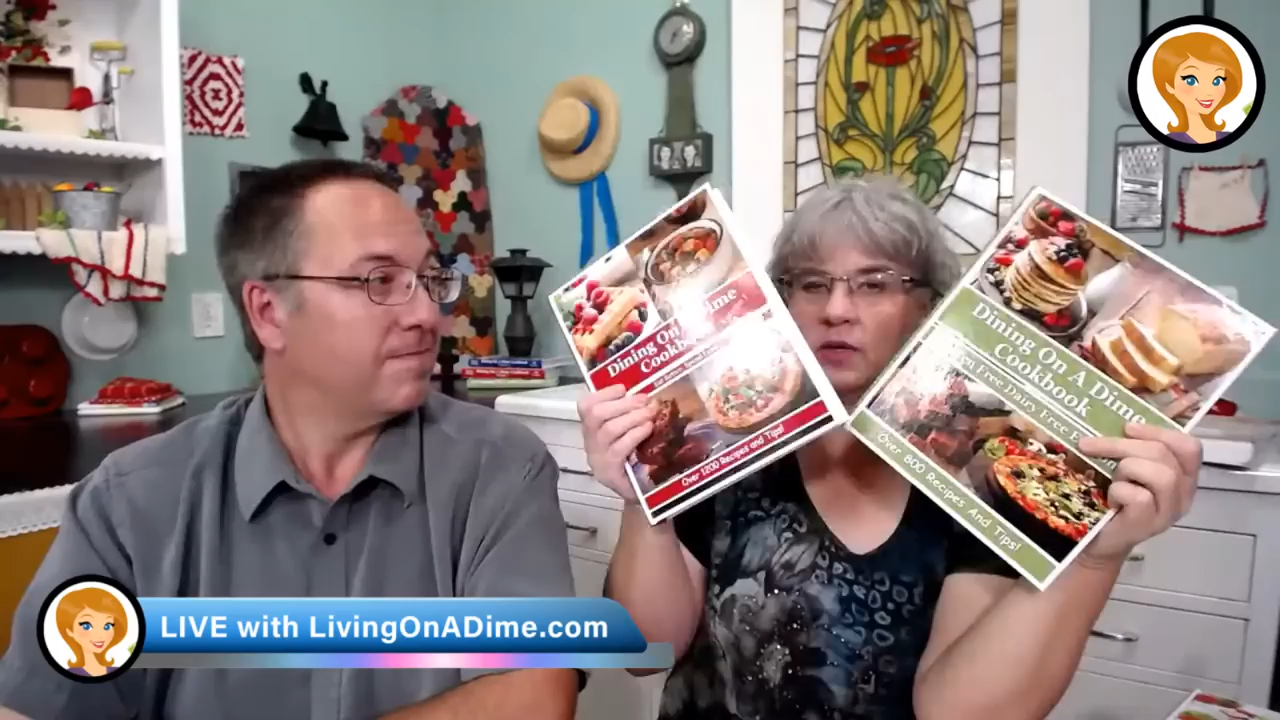 Dining On A Dime
Over 1200 Recipes and Tips!
Dining On A Dime
Cookbook
Free Dairy Free
Over 800 Recipes And Tips!
LIVE with LivingOnADime.com